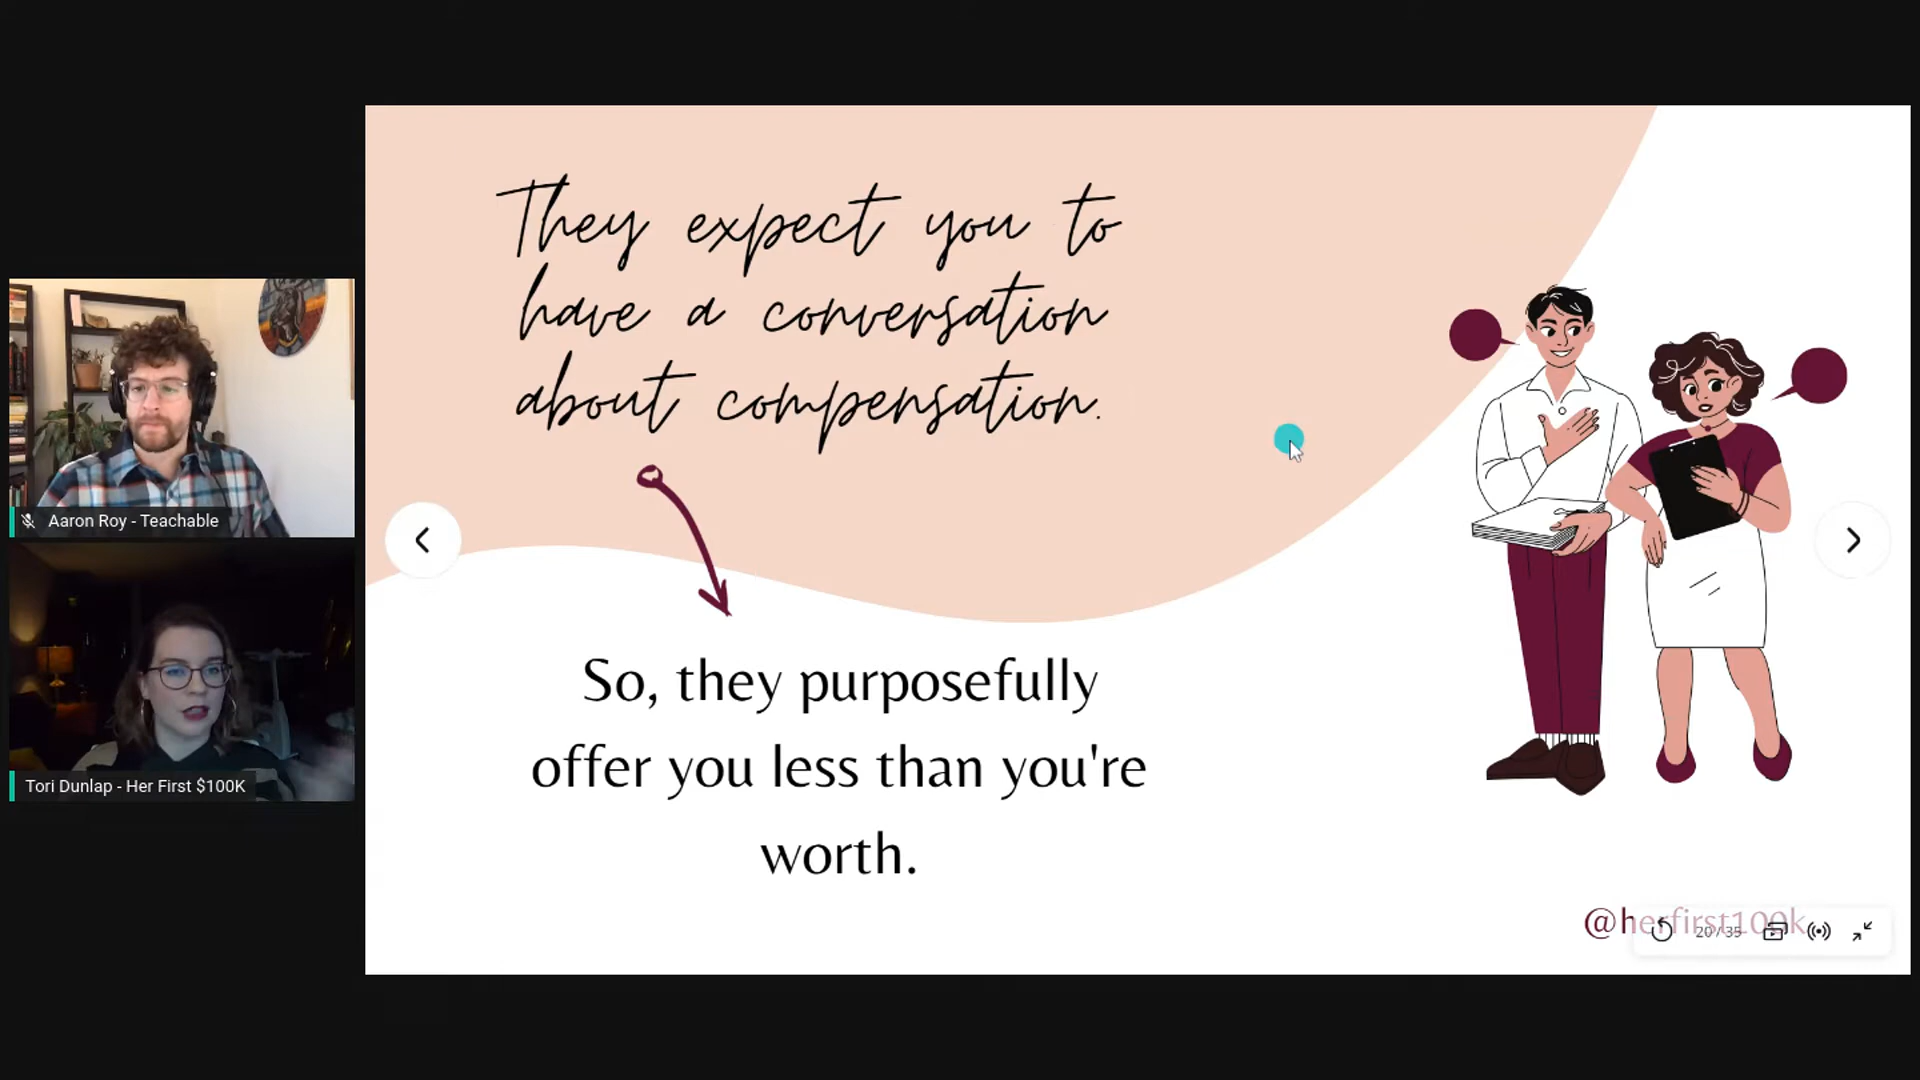 They expect you to
have a conversation
about compensation.
So, they purposefully
offer you less than you're
worth.
@herfirst100k
20 / 35
Aaron Roy - Teachable
Tori Dunlap - Her First $100K